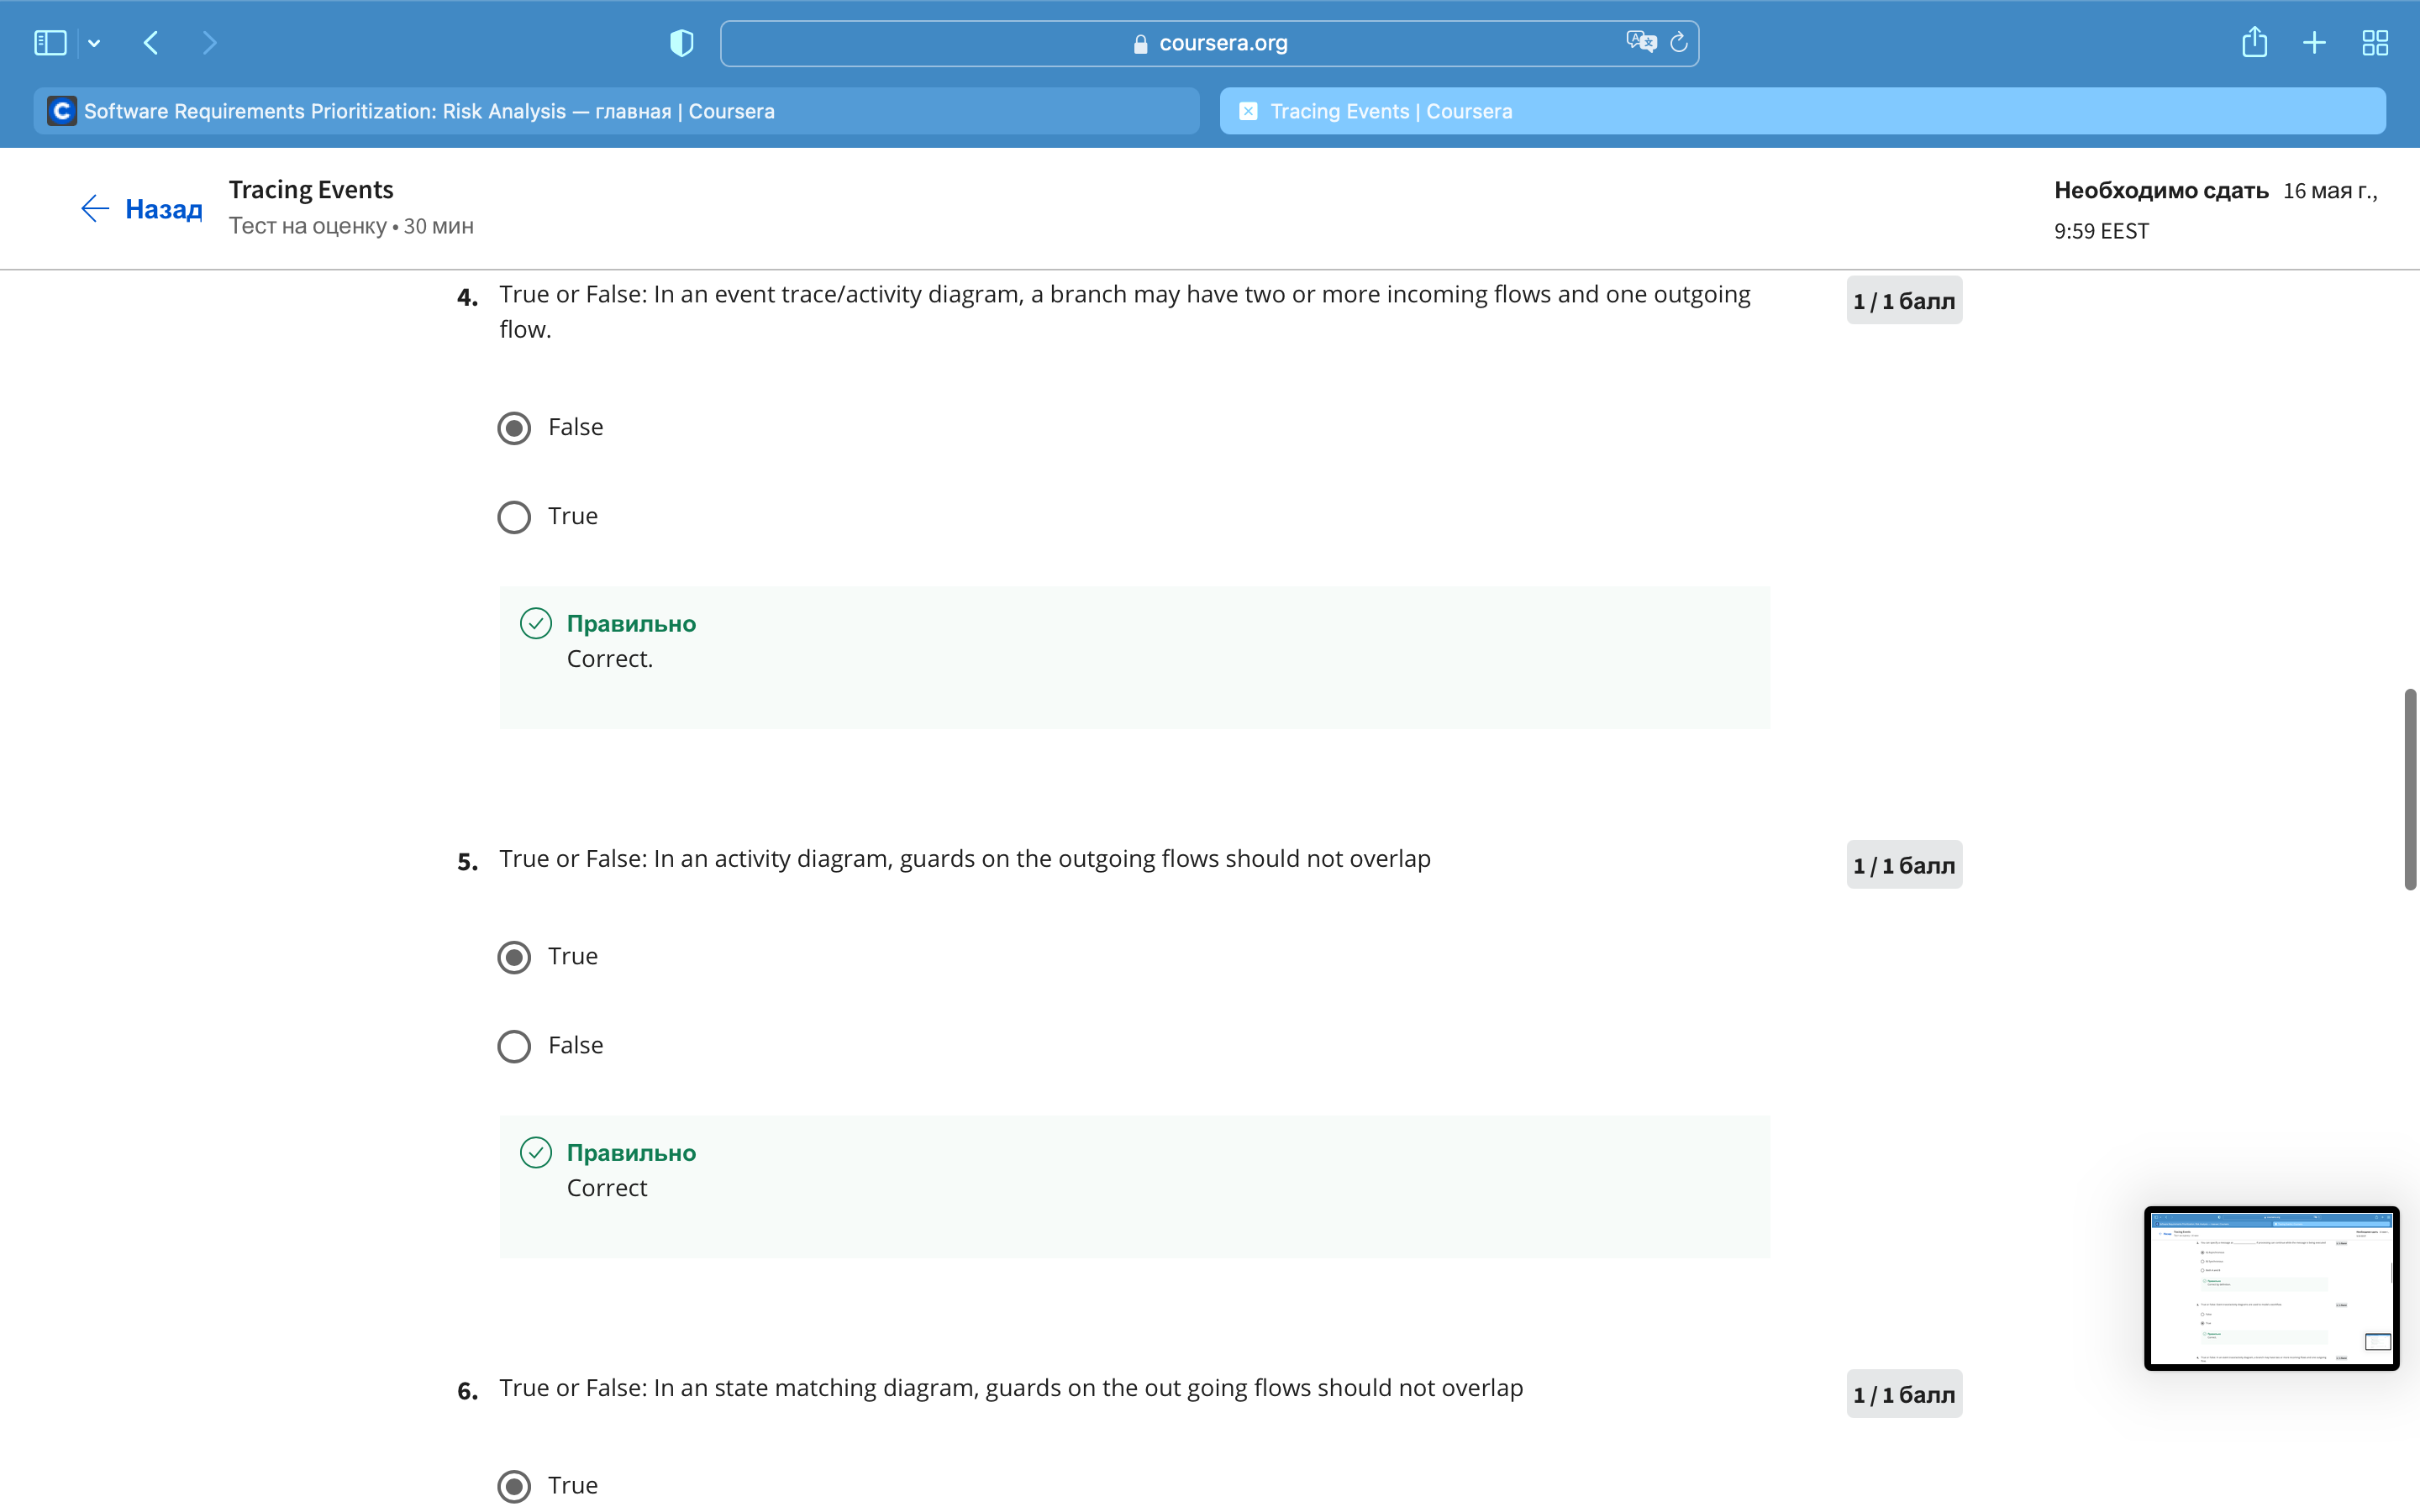 coursera.org
Software Requirements Prioritization: Risk Analysis — главная | Coursera
Tracing Events | Coursera
Назад
Tracing Events
Тест на оценку • 30 мин
Необходимо сдать 16 мая г.,
9:59 EEST
4. True or False: In an event trace/activity diagram, a branch may have two or more incoming flows and one outgoing
flow.
1 / 1 балл
False
True
Правильно
Correct.
5. True or False: In an activity diagram, guards on the outgoing flows should not overlap
1 / 1 балл
True
False
Правильно
Correct
6. True or False: In an state matching diagram, guards on the out going flows should not overlap
1 / 1 балл
True